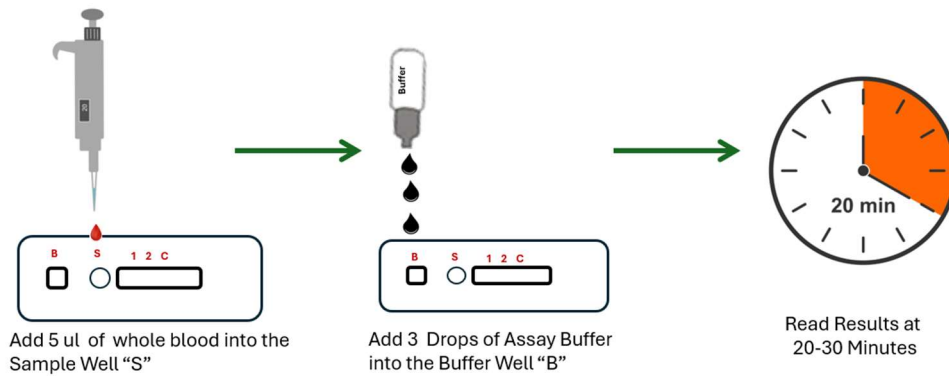 20
Buffer
B S 1 2 C
Add 5 ul of whole blood into the
Sample Well “S”
B S 1 2 C
Add 3 Drops of Assay Buffer
into the Buffer Well “B”
20 min
Read Results at
20-30 Minutes